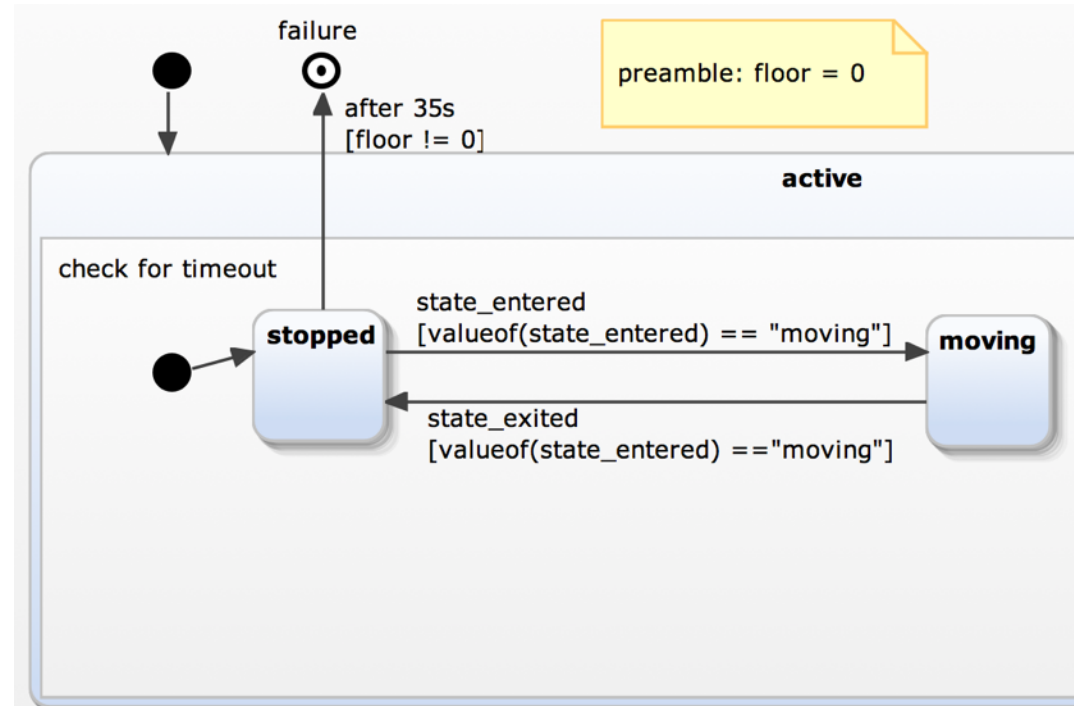 failure
preamble: floor = 0
after 35s
[floor != 0]
active
check for timeout
state_entered
[valueof(state_entered) == "moving"]
stopped
moving
state_exited
[valueof(state_entered) =="moving"]